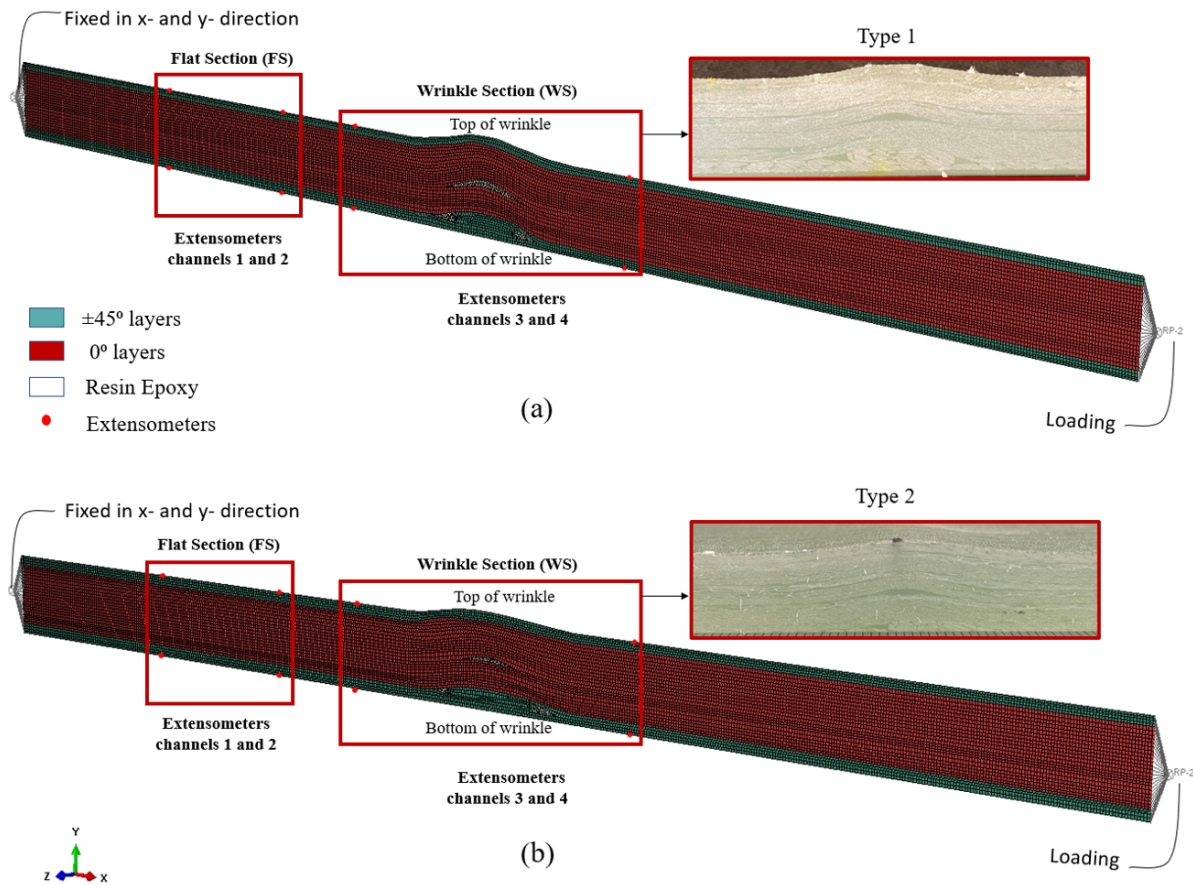 Fixed in x- and y- direction
Flat Section (FS)
Type 1
Wrinkle Section (WS)
Top of wrinkle
Extensometers
channels 1 and 2
Bottom of wrinkle
Extensometers
channels 3 and 4
±45º layers
0º layers
Resin Epoxy
Extensometers
RP-2
Loading
(a)
Type 2
Fixed in x- and y- direction
Flat Section (FS)
Wrinkle Section (WS)
Top of wrinkle
Extensometers
channels 1 and 2
Bottom of wrinkle
Extensometers
channels 3 and 4
RP-2
Loading
Y
Z
X
(b)